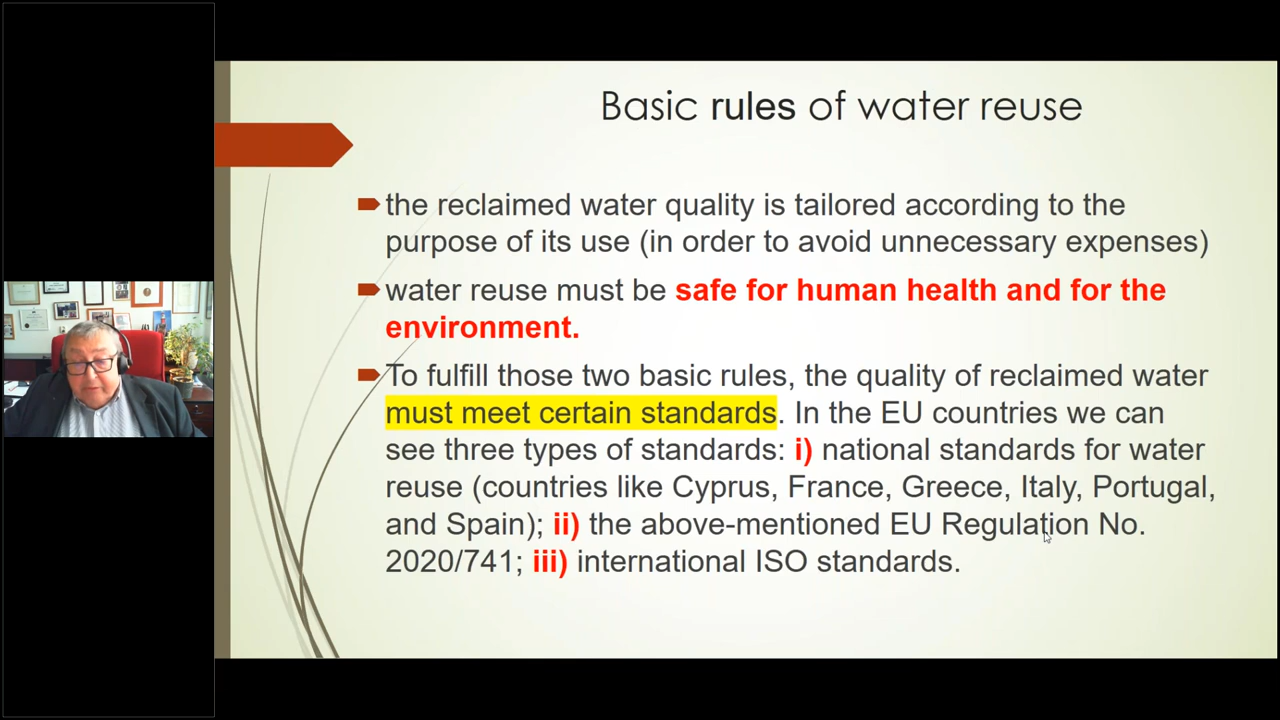 Basic rules of water reuse
the reclaimed water quality is tailored according to the
purpose of its use (in order to avoid unnecessary expenses)
water reuse must be safe for human health and for the
environment.
To fulfill those two basic rules, the quality of reclaimed water
must meet certain standards. In the EU countries we can
see three types of standards: i) national standards for water
reuse (countries like Cyprus, France, Greece, Italy, Portugal,
and Spain); ii) the above-mentioned EU Regulation No.
2020/741; iii) international ISO standards.